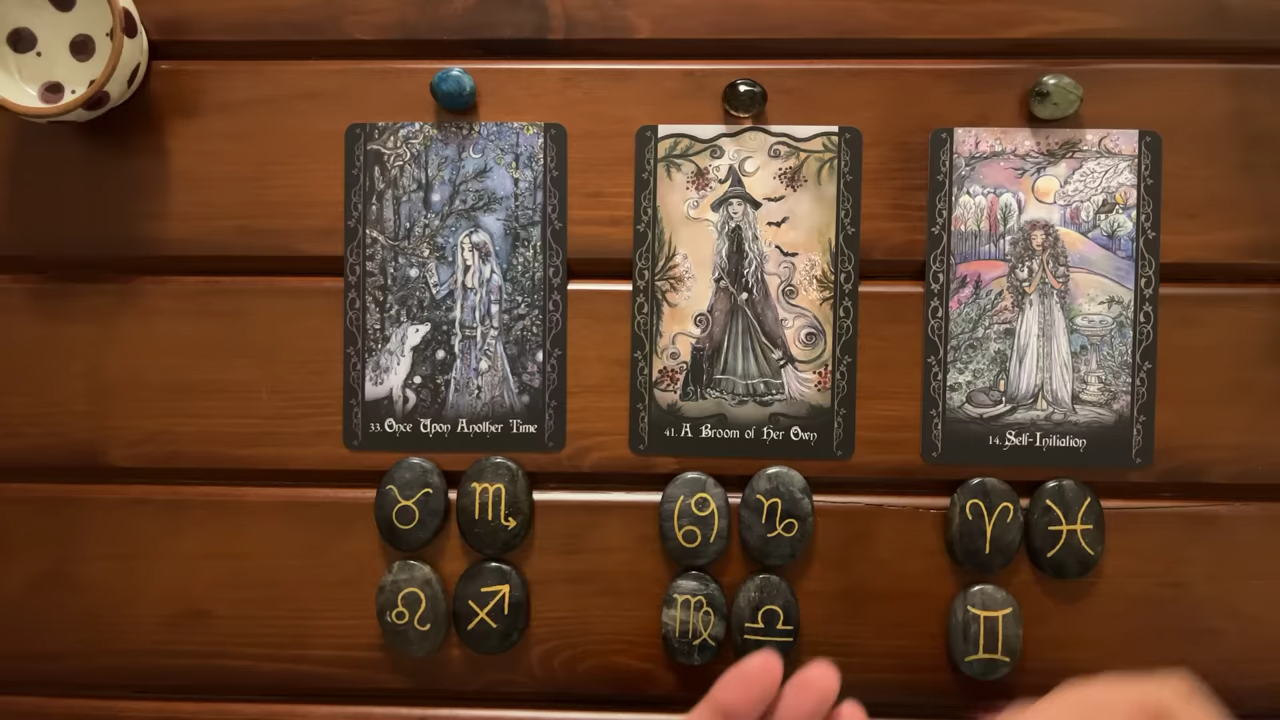 33. Once Upon Another Time
41. A Broom of Her Own
14. Self-Initiation
♉ ♏
♋ ♑
♈ ♓
♌ ♐
♍ ♎
♊